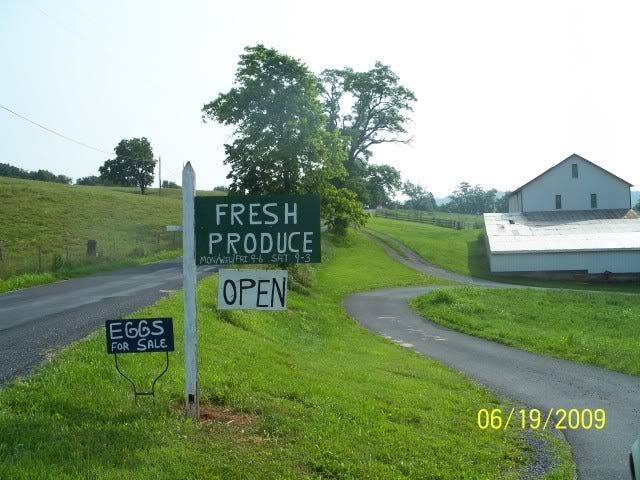 FRESH
PRODUCE
MON/WED/FRI 9-6 SAT 9-3
OPEN
EGGS
FOR SALE
06/19/2009